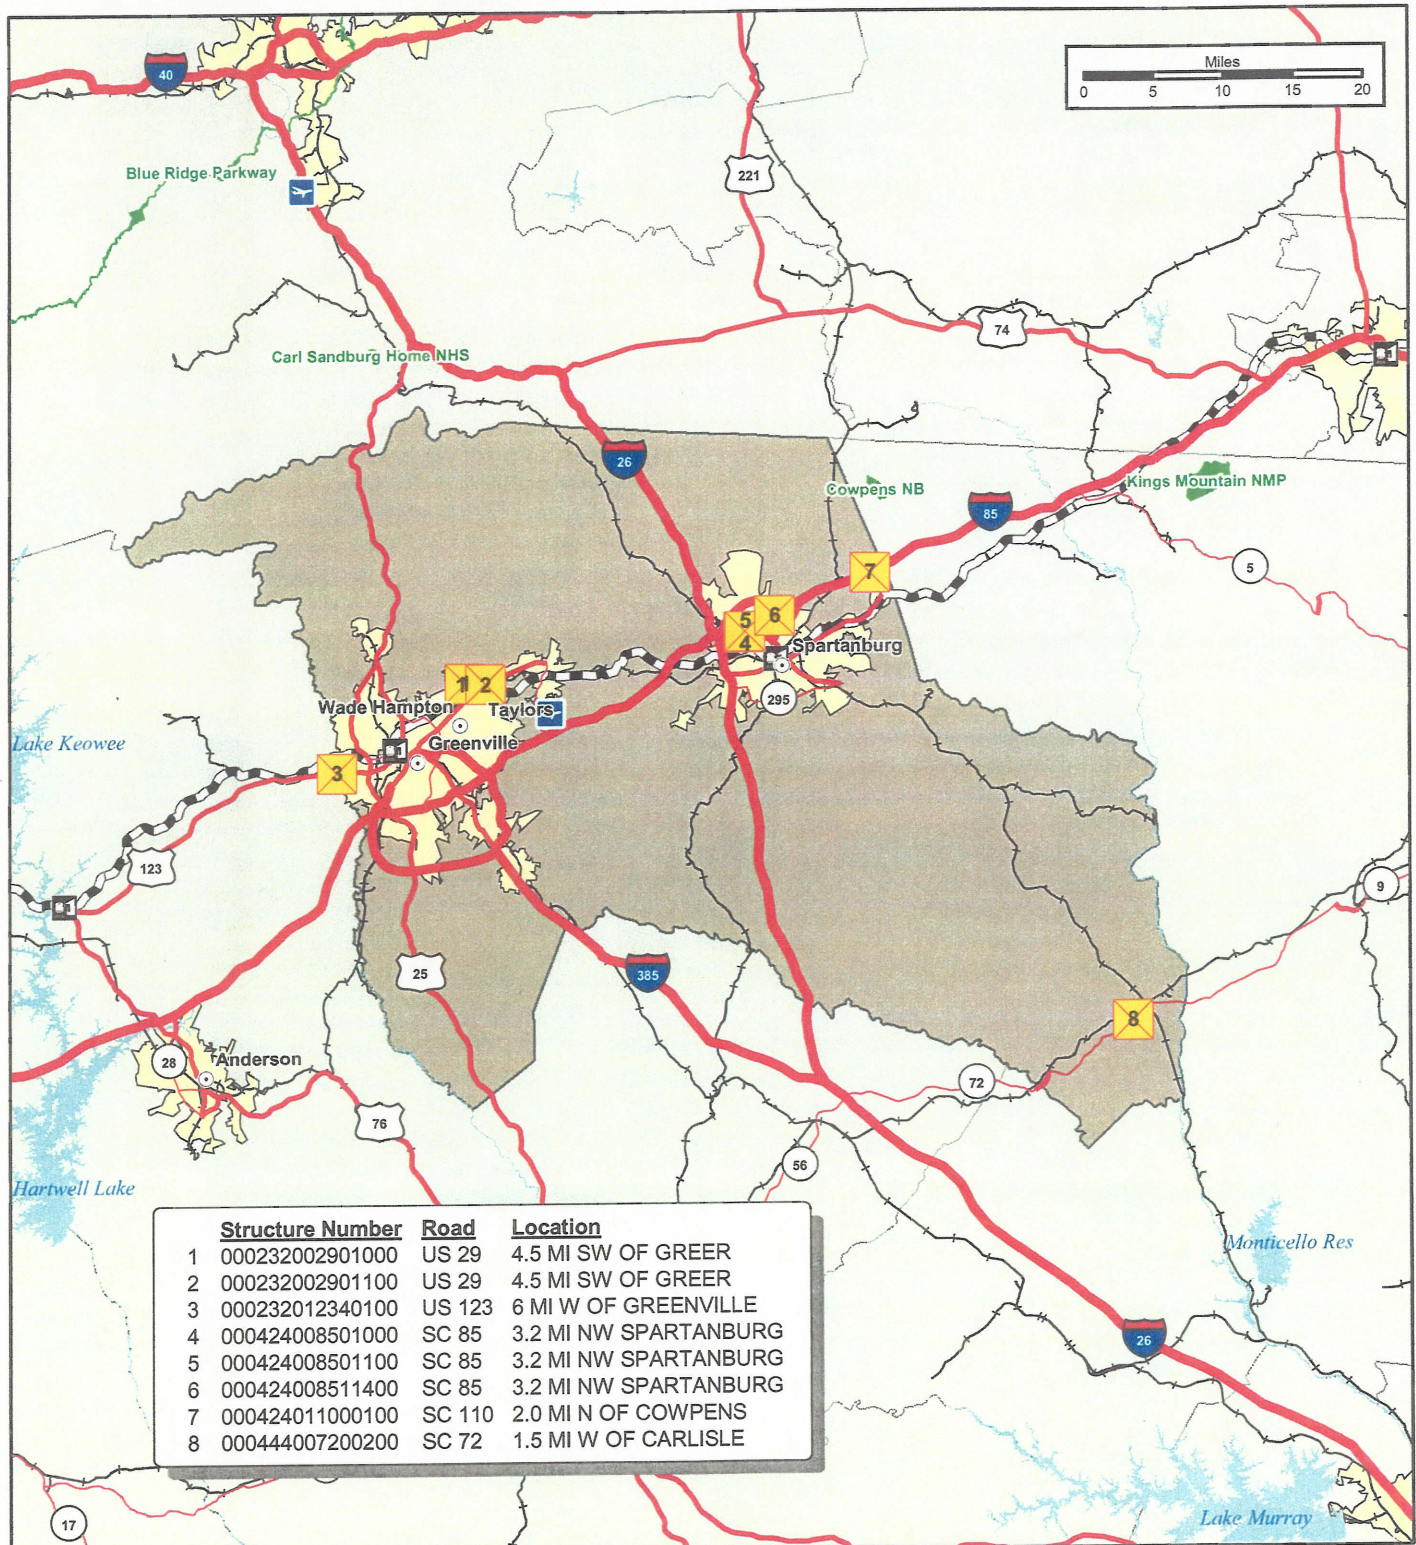 Miles
0 5 10 15 20
40
Blue Ridge Parkway
221
74
Carl Sandburg Home NHS
26
Cowpens NB
Kings Mountain NMP
85
5
7
5
6
4
Spartanburg
295
1
2
Wade Hampton
Taylors
Lake Keowee
Greenville
3
123
9
25
385
8
28
Anderson
72
76
56
Hartwell Lake
Monticello Res
26
Structure Number Road Location
1 000232002901000 US 29 4.5 MI SW OF GREER
2 000232002901100 US 29 4.5 MI SW OF GREER
3 000232012340100 US 123 6 MI W OF GREENVILLE
4 000424008501000 SC 85 3.2 MI NW SPARTANBURG
5 000424008501100 SC 85 3.2 MI NW SPARTANBURG
6 000424008511400 SC 85 3.2 MI NW SPARTANBURG
7 000424011000100 SC 110 2.0 MI N OF COWPENS
8 000444007200200 SC 72 1.5 MI W OF CARLISLE
17
Lake Murray